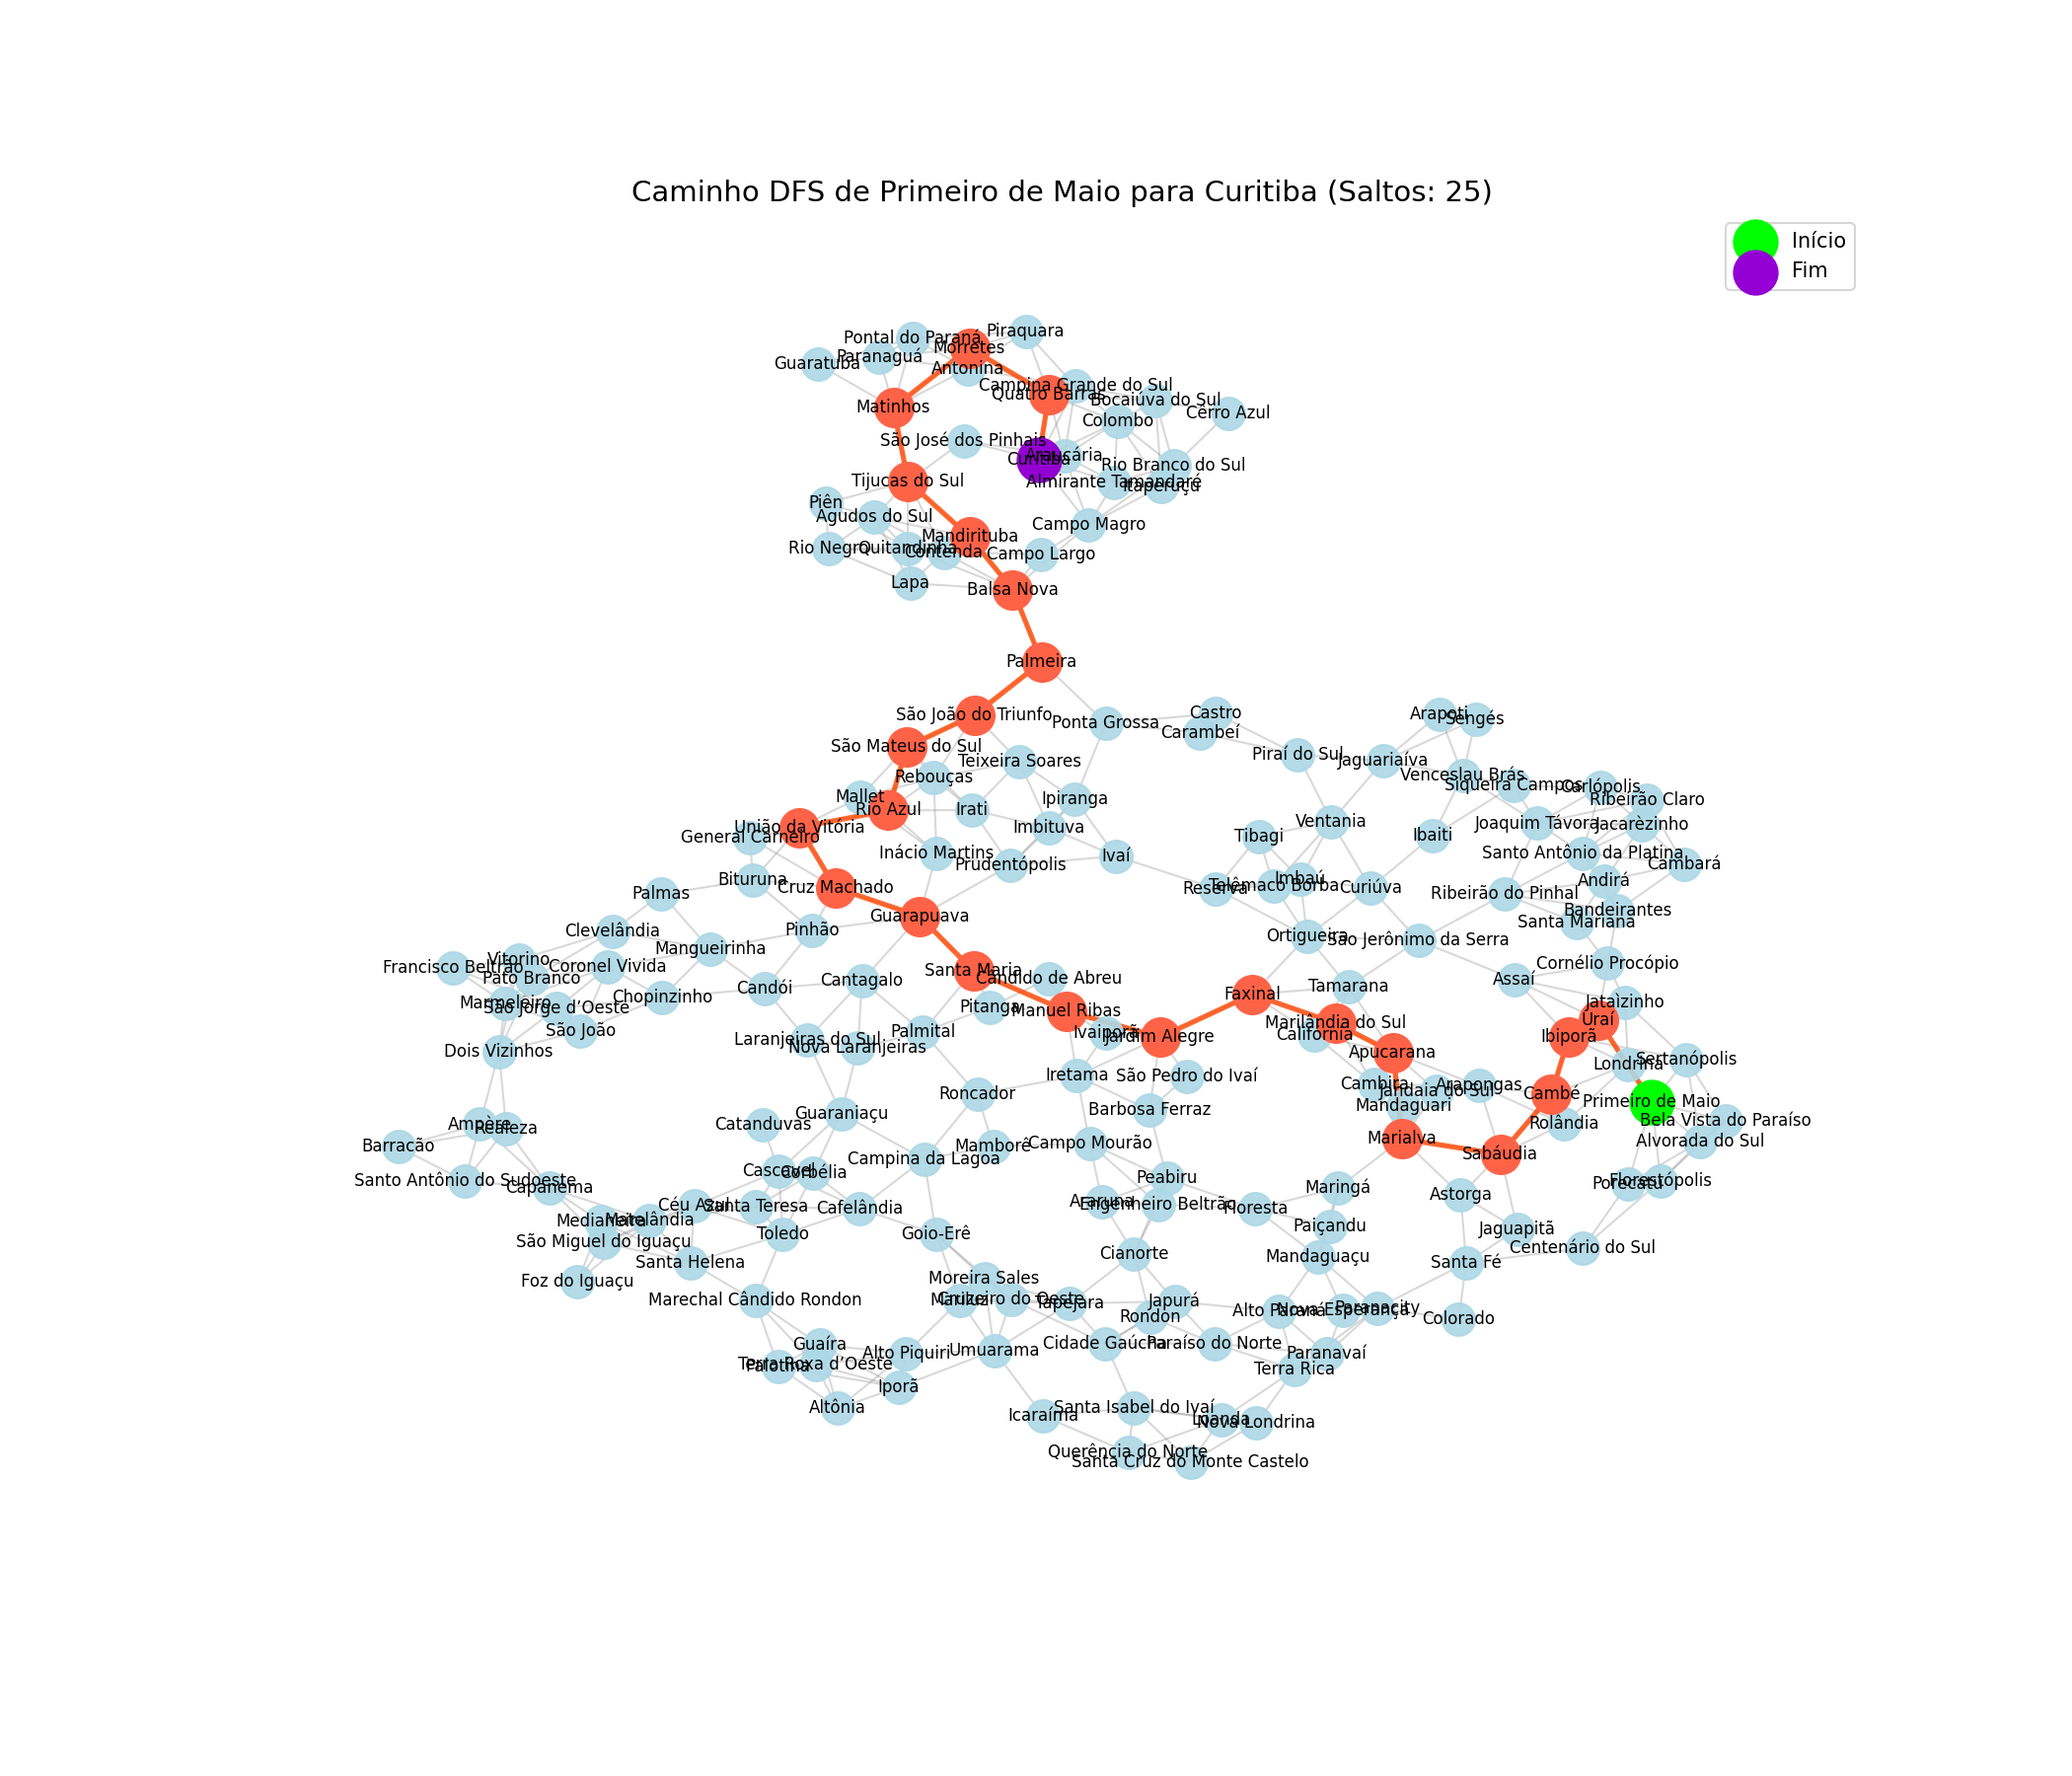 Caminho DFS de Primeiro de Maio para Curitiba (Saltos: 25)
Início
Fim
Piraquara
Pontal do Paraná
Morretes
Paranaguá
Guaratuba
Antonina
Campina Grande do Sul
Quatro Barras
Bocaiúva do Sul
Matinhos
Cerro Azul
Colombo
São José dos Pinhais
Araucária
Curitiba
Rio Branco do Sul
Tijucas do Sul
Almirante Tamandaré
Itaperuçu
Piên
Agudos do Sul
Campo Magro
Mandirituba
Rio Negro
Quitandinha
Contenda
Campo Largo
Lapa
Balsa Nova
Palmeira
São João do Triunfo
Ponta Grossa
Castro
Carambeí
Arapoti
Sengés
São Mateus do Sul
Teixeira Soares
Piraí do Sul
Jaguariaíva
Rebouças
Venceslau Brás
Siqueira Campos
Carlópolis
Mallet
Rio Azul
Irati
Ipiranga
Ribeirão Claro
União da Vitória
General Carneiro
Imbituva
Ventania
Tibagi
Ibaiti
Joaquim Távora
Jacarèzinho
Inácio Martins
Prudentópolis
Ivaí
Santo Antônio da Platina
Cambará
Bituruna
Cruz Machado
Palmas
Reserva
Telêmaco Borba
Imbaú
Curiúva
Ribeirão do Pinhal
Andirá
Guarapuava
Bandeirantes
Santa Mariana
Clevelândia
Pinhão
Mangueirinha
Ortigueira
São Jerônimo da Serra
Vitorino
Francisco Beltrão
Pato Branco
Coronel Vivida
Santa Maria
Cândido de Abreu
Cornélio Procópio
Assaí
Cantagalo
Candói
Chopinzinho
Marmeleiro
São Jorge d’Oeste
Pitanga
Manuel Ribas
Faxinal
Tamarana
Jataìzinho
São João
Laranjeiras do Sul
Palmital
Ivaiporã
Jardim Alegre
Marilândia do Sul
Califórnia
Uraí
Ibiporã
Nova Laranjeiras
Dois Vizinhos
Apucarana
Londrina
Sertanópolis
Iretama
São Pedro do Ivaí
Cambira
Jandaia do Sul
Arapongas
Roncador
Cambé
Primeiro de Maio
Mandaguari
Barbosa Ferraz
Guaraniaçu
Catanduvas
Rolândia
Bela Vista do Paraíso
Ampère
Realeza
Barracão
Mamborê
Campo Mourão
Marialva
Alvorada do Sul
Sabáudia
Campina da Lagoa
Cascavel
Corbélia
Santo Antônio do Sudoeste
Capanema
Peabiru
Maringá
Astorga
Porecatu
Florestópolis
Céu Azul
Santa Teresa
Cafelândia
Araruna
Engenheiro Beltrão
Floresta
Medianeira
Matelândia
Paiçandu
Jaguapitã
São Miguel do Iguaçu
Toledo
Goio-Erê
Cianorte
Mandaguaçu
Centenário do Sul
Santa Helena
Santa Fé
Foz do Iguaçu
Moreira Sales
Marechal Cândido Rondon
Mariluz
Cruzeiro do Oeste
Tapejara
Japurá
Alto Paraná
Nova Esperança
Paranacity
Rondon
Colorado
Guaíra
Alto Piquiri
Umuarama
Cidade Gaúcha
Paraíso do Norte
Paranavaí
Terra Roxa d’Oeste
Palotina
Terra Rica
Iporã
Altônia
Icaraíma
Santa Isabel do Ivaí
Loanda
Nova Londrina
Querência do Norte
Santa Cruz do Monte Castelo